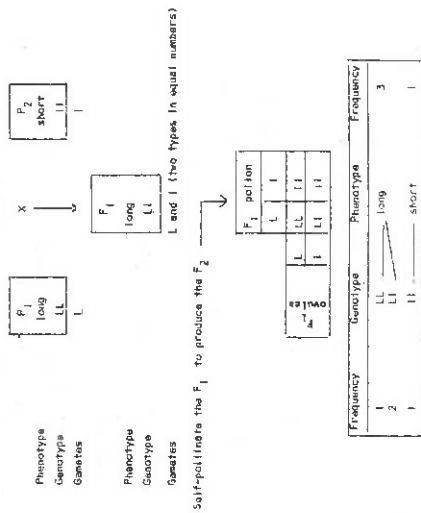 P₁ X P₂
Phenotype long short
Genotype LL ll
Gametes L l
F₁
Phenotype long
Genotype Ll
Gametes L and l (two types in equal numbers)
Self-pollinate the F₁ to produce the F₂
F₁ pollen
L l
F₁ ovules
L LL Ll
l Ll ll
Frequency Genotype Phenotype Frequency
1 LL
long 3
2 Ll
1 ll short 1